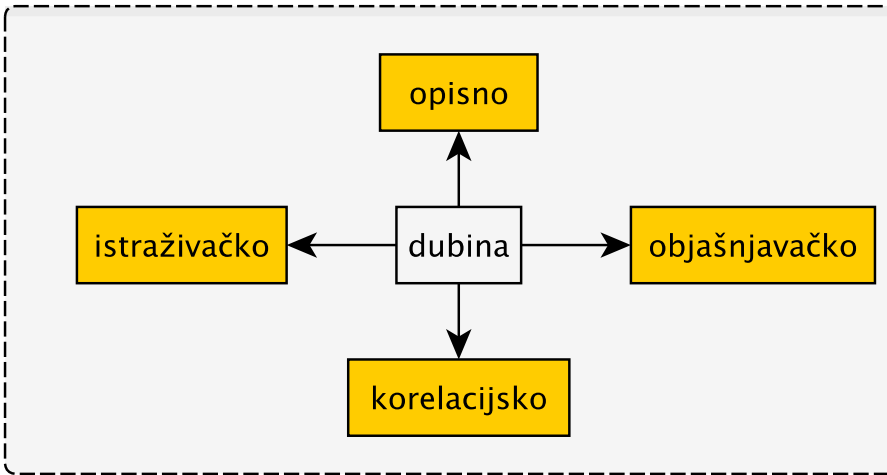 opisno
istraživačko
dubina
objašnjavačko
korelacijsko